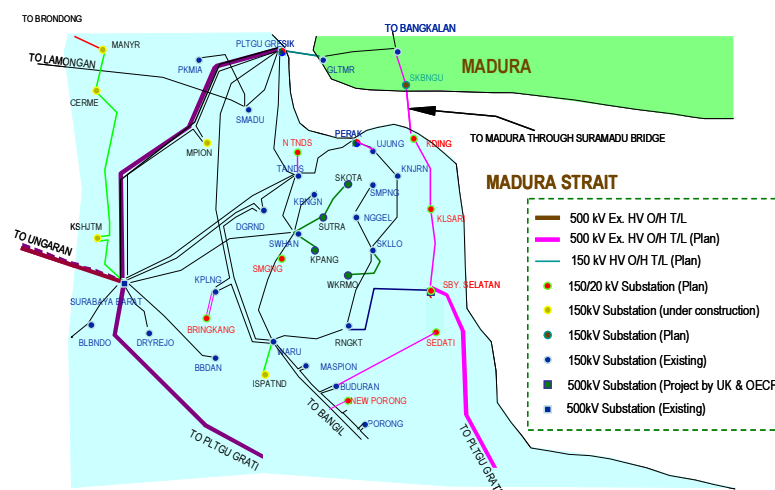 TO BRONDONG
MANYR
PLTGU GRESIK
TO BANGKALAN
TO LAMONGAN
PKMIA
GLTMR
MADURA
SKBNGU
CERME
SMADU
TO MADURA THROUGH SURAMADU BRIDGE
MPION
N TNDS
PERAK
UJUNG
KDING
TANDS
SKOTA
KNJRN
MADURA STRAIT
KBNGN
SMPNG
DGRND
SUTRA
NGGEL
KLSARI
KSHJTM
SWHAN
KPANG
SKLLO
TO UNGARAN
SMGNG
WKRMO
KPLNG
SBY. SELATAN
SURABAYA BARAT
BRINGKANG
RNGKT
SEDATI
BLBNDO
DRYREJO
WARU
BBDAN
MASPION
ISPATND
BUDURAN
NEW PORONG
TO BANGIL
PORONG
TO PLTGU GRATI
TO PLTGU GRATI
500 kV Ex. HV O/H T/L
500 kV Ex. HV O/H T/L (Plan)
150 kV HV O/H T/L (Plan)
150/20 kV Substation (Plan)
150kV Substation (under construction)
150kV Substation (Plan)
150kV Substation (Existing)
500kV Substation (Project by UK & OECF
500kV Substation (Existing)